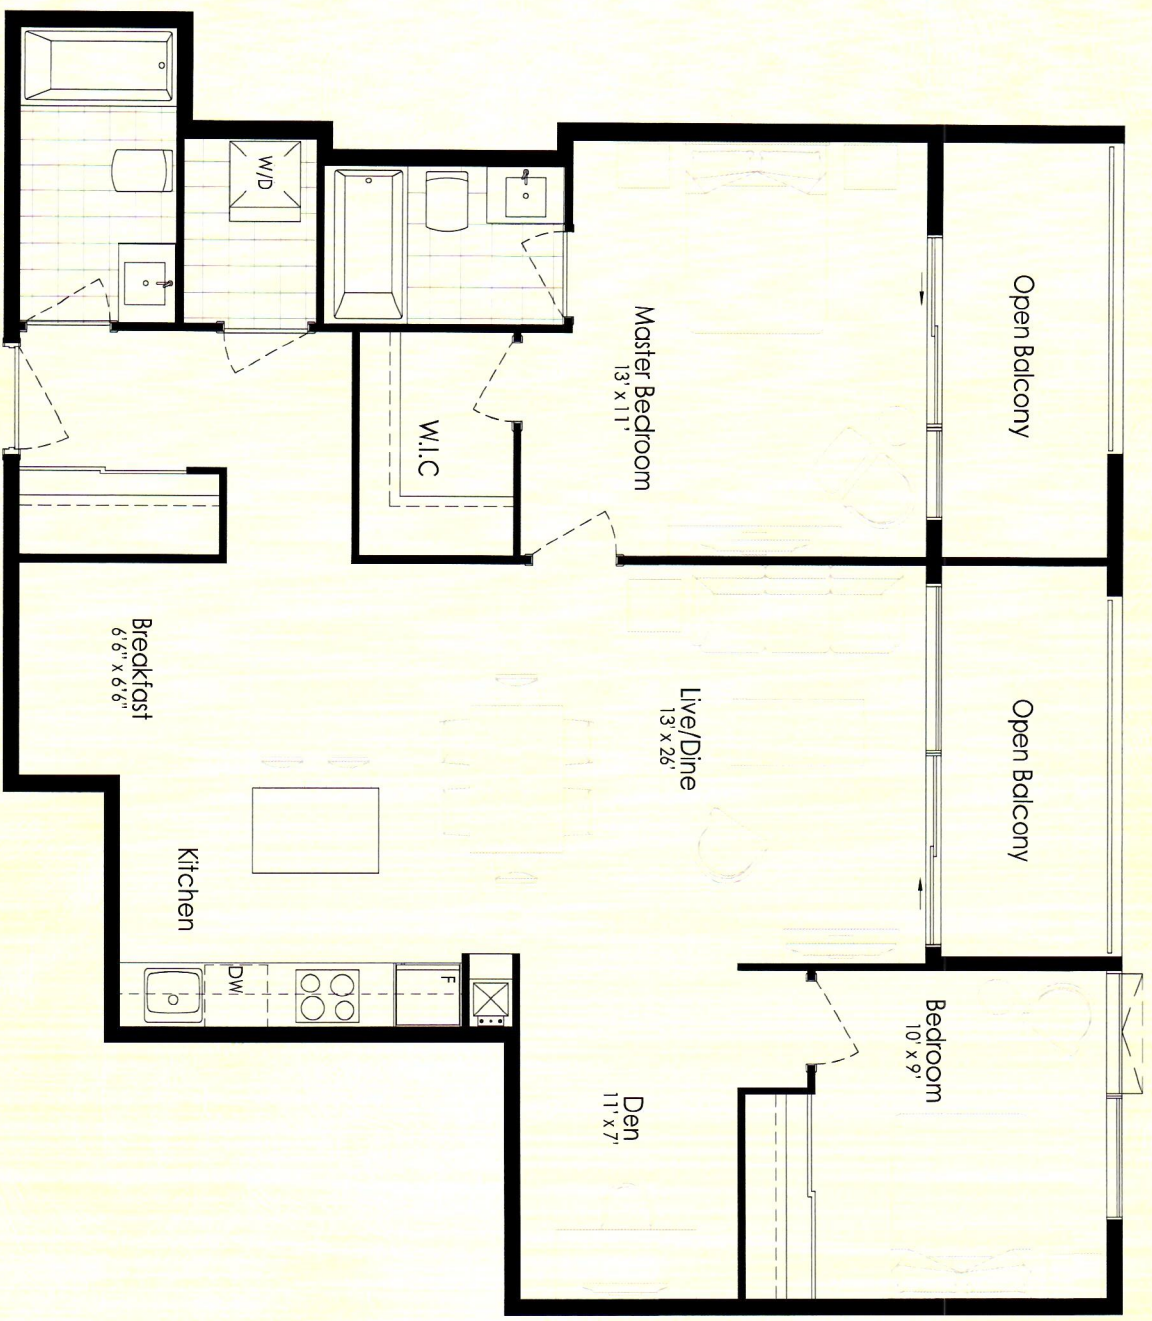 W/D
Open Balcony
Master Bedroom
13' x 11'
W.I.C
Breakfast
6'6" x 6'6"
Live/Dine
13' x 26'
Open Balcony
Kitchen
DW
F
Bedroom
10' x 9'
Den
11' x 7'